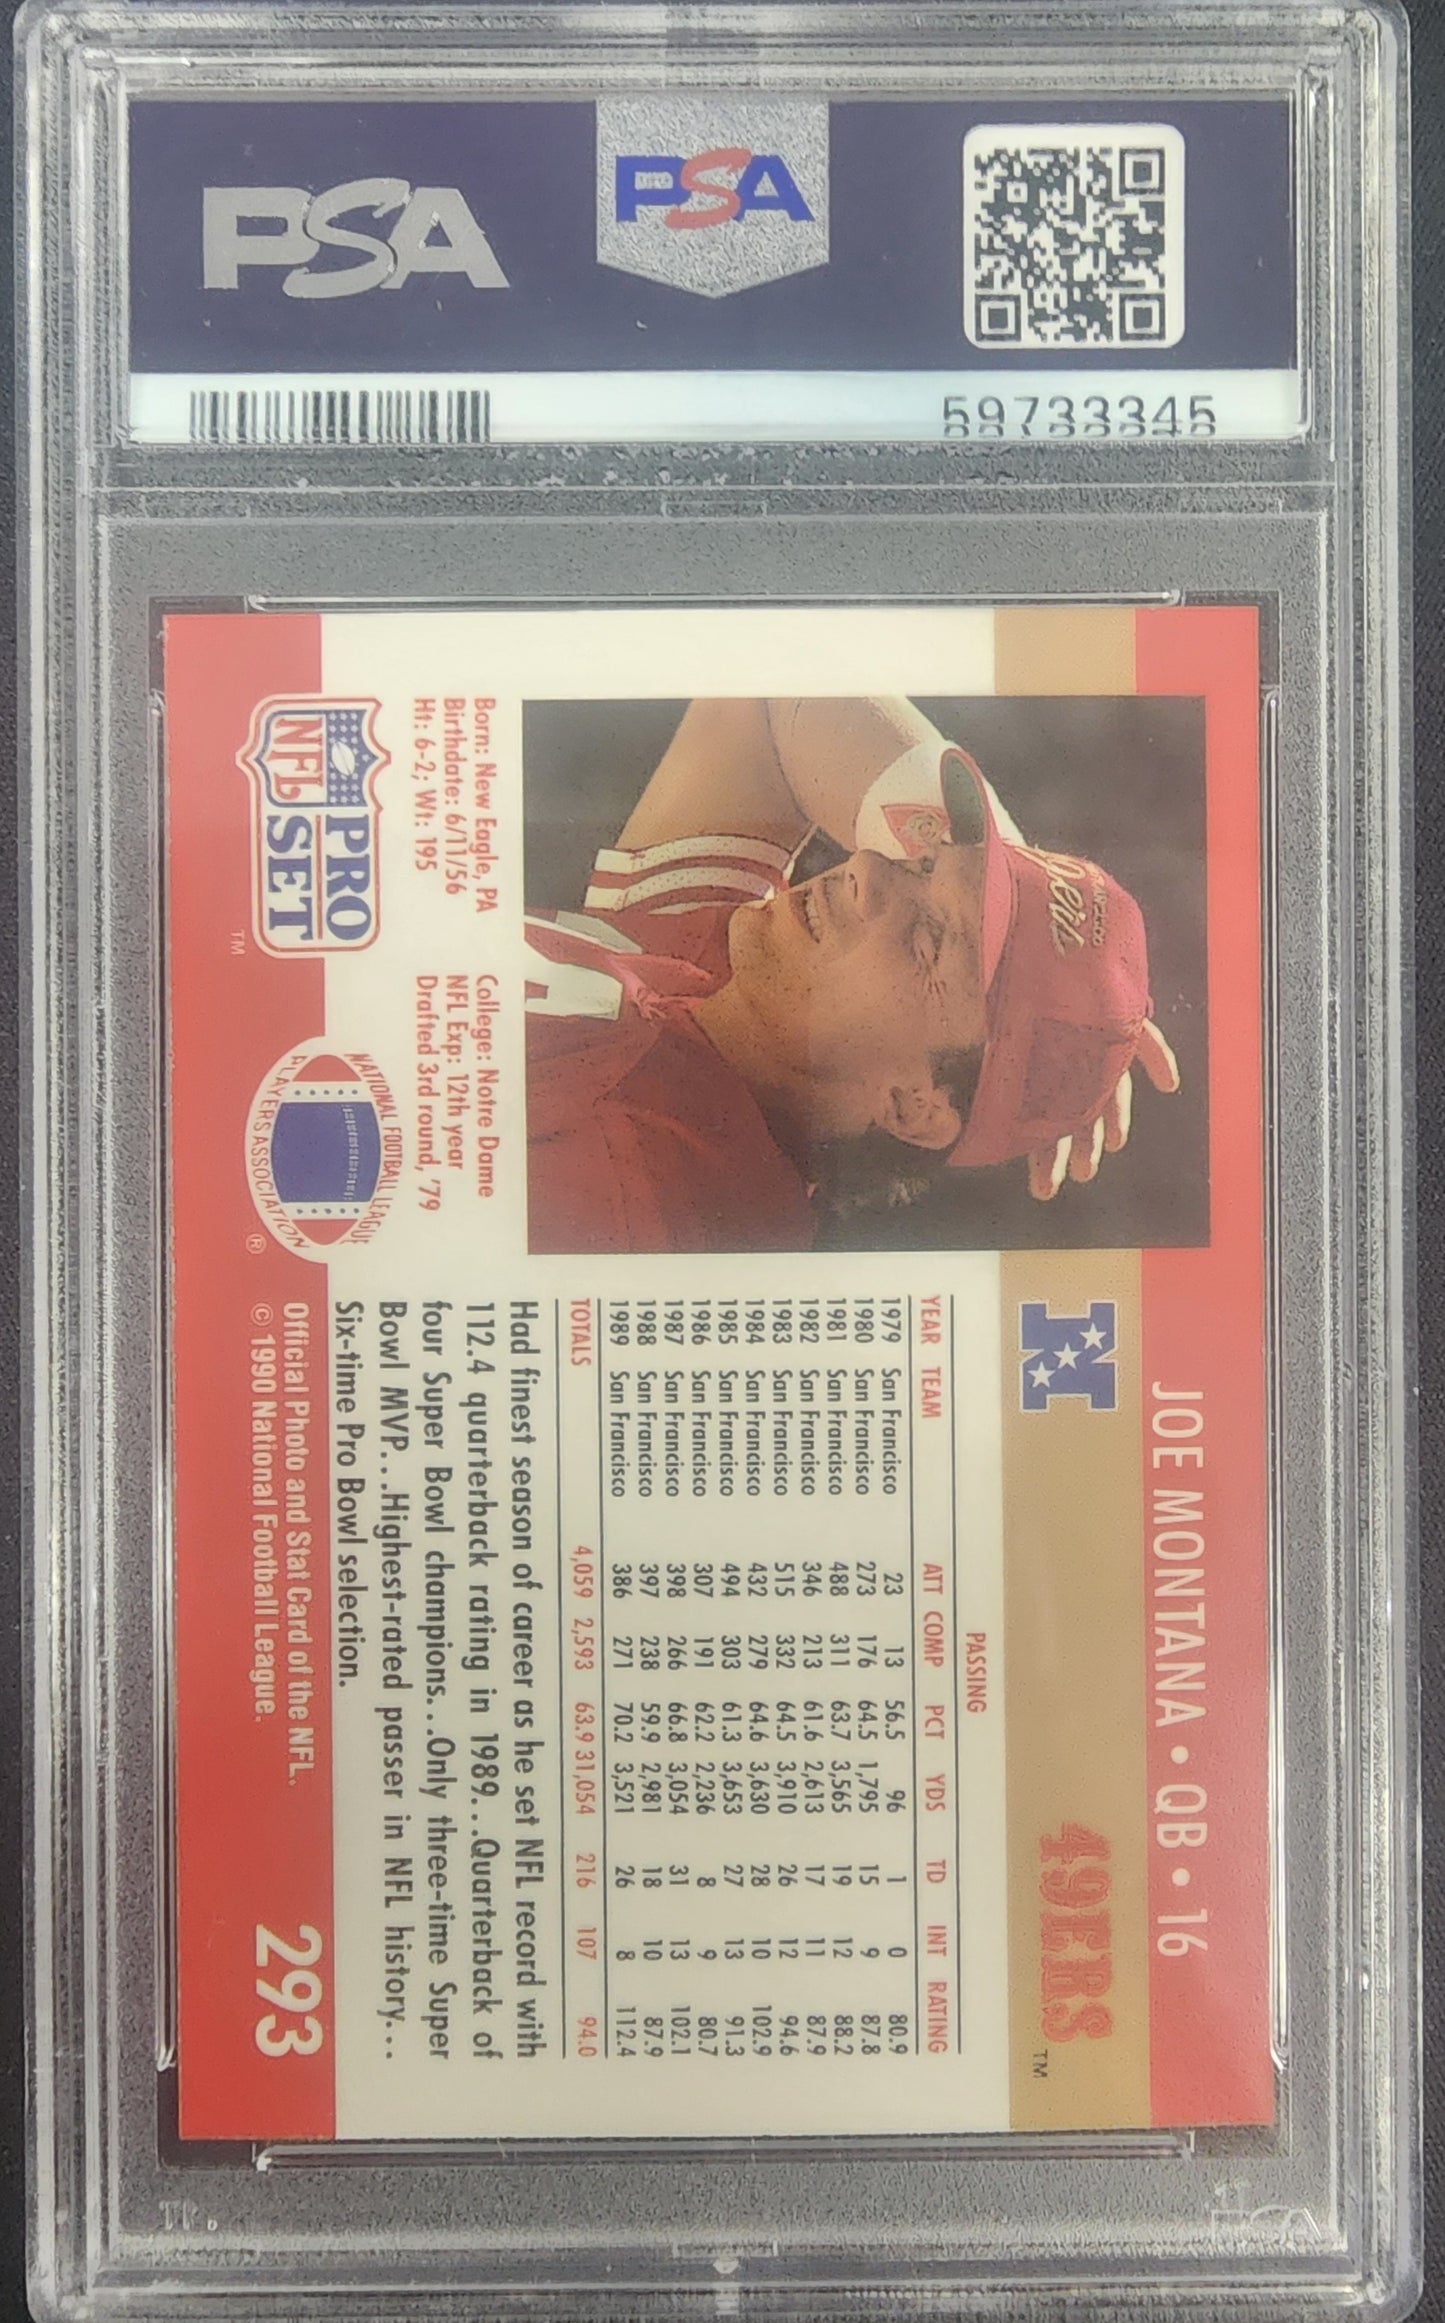 PSA
PSA
59733345
JOE MONTANA • QB • 16
49ERS™
N
PASSING
YEAR TEAM ATT COMP PCT YDS TD INT RATING
1979 San Francisco 23 13 56.5 96 1 0 80.9
1980 San Francisco 273 176 64.5 1,795 15 9 87.8
1981 San Francisco 488 311 63.7 3,565 19 12 88.2
1982 San Francisco 346 213 61.6 2,613 17 11 87.9
1983 San Francisco 515 332 64.5 3,910 26 12 94.6
1984 San Francisco 432 279 64.6 3,630 28 10 102.9
1985 San Francisco 494 303 61.3 3,653 27 13 91.3
1986 San Francisco 307 191 62.2 2,236 8 9 80.7
1987 San Francisco 398 266 66.8 3,054 31 13 102.1
1988 San Francisco 397 238 59.9 2,981 18 10 87.9
1989 San Francisco 386 271 70.2 3,521 26 8 112.4
TOTALS 4,059 2,593 63.9 31,054 216 107 94.0
Born: New Eagle, PA
Birthdate: 6/11/56
Ht: 6-2; Wt: 195
College: Notre Dame
NFL Exp: 12th year
Drafted 3rd round, '79
Had finest season of career as he set NFL record with
112.4 quarterback rating in 1989...Quarterback of
four Super Bowl champions...Only three-time Super
Bowl MVP...Highest-rated passer in NFL history...
Six-time Pro Bowl selection.
NFL
PRO
SET
™
NATIONAL FOOTBALL LEAGUE
PLAYERS ASSOCIATION
®
Official Photo and Stat Card of the NFL.
© 1990 National Football League.
293